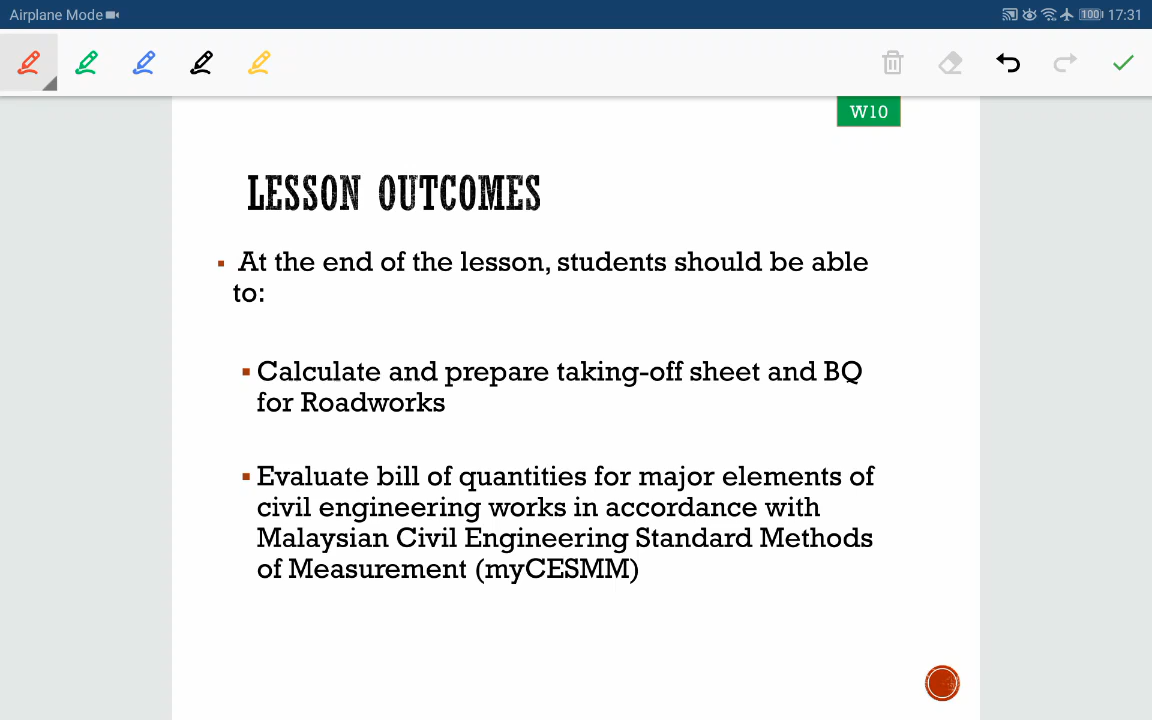 Airplane Mode
100 17:31
W10
LESSON OUTCOMES
At the end of the lesson, students should be able
to:
Calculate and prepare taking-off sheet and BQ
for Roadworks
Evaluate bill of quantities for major elements of
civil engineering works in accordance with
Malaysian Civil Engineering Standard Methods
of Measurement (myCESMM)